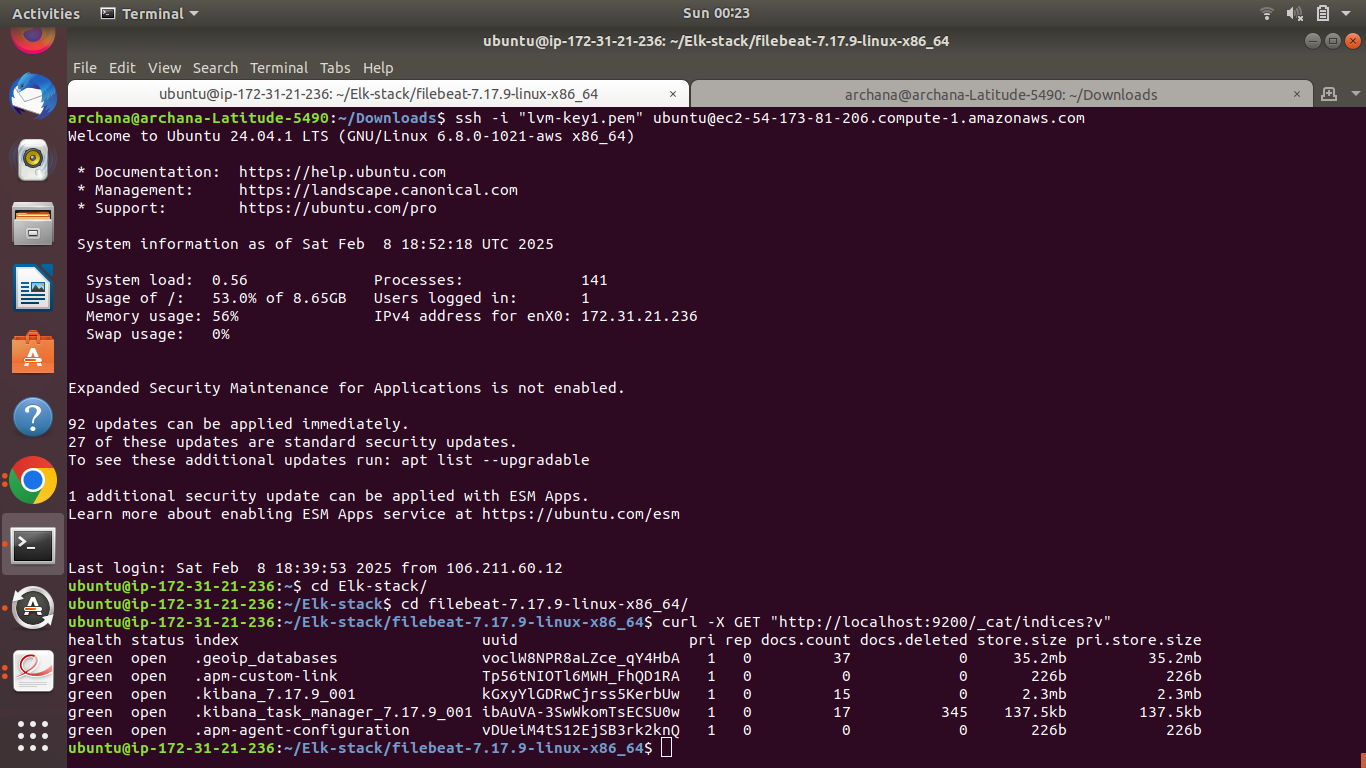 Activities Terminal Sun 00:23
ubuntu@ip-172-31-21-236: ~/Elk-stack/filebeat-7.17.9-linux-x86_64
File Edit View Search Terminal Tabs Help
ubuntu@ip-172-31-21-236: ~/Elk-stack/filebeat-7.17.9-linux-x86_64 × archana@archana-Latitude-5490: ~/Downloads ×
archana@archana-Latitude-5490:~/Downloads$ ssh -i "lvm-key1.pem" ubuntu@ec2-54-173-81-206.compute-1.amazonaws.com
Welcome to Ubuntu 24.04.1 LTS (GNU/Linux 6.8.0-1021-aws x86_64)
* Documentation:  https://help.ubuntu.com
* Management:     https://landscape.canonical.com
* Support:        https://ubuntu.com/pro
System information as of Sat Feb  8 18:52:18 UTC 2025
System load:  0.56               Processes:             141
Usage of /:   53.0% of 8.65GB   Users logged in:       1
Memory usage: 56%                IPv4 address for enX0: 172.31.21.236
Swap usage:   0%
Expanded Security Maintenance for Applications is not enabled.
92 updates can be applied immediately.
27 of these updates are standard security updates.
To see these additional updates run: apt list --upgradable
1 additional security update can be applied with ESM Apps.
Learn more about enabling ESM Apps service at https://ubuntu.com/esm
Last login: Sat Feb  8 18:39:53 2025 from 106.211.60.12
ubuntu@ip-172-31-21-236:~$ cd Elk-stack/
ubuntu@ip-172-31-21-236:~/Elk-stack$ cd filebeat-7.17.9-linux-x86_64/
ubuntu@ip-172-31-21-236:~/Elk-stack/filebeat-7.17.9-linux-x86_64$ curl -X GET "http://localhost:9200/_cat/indices?v"
health status index                           uuid                   pri rep docs.count docs.deleted store.size pri.store.size
green  open   .geoip_databases                voclW8NPR8aLZce_qY4HbA   1   0         37            0     35.2mb         35.2mb
green  open   .apm-custom-link                Tp56tNIOTl6MWH_FhQD1RA   1   0          0            0       226b           226b
green  open   .kibana_7.17.9_001              kGxyYlGDRwCjrss5KerbUw   1   0         15            0      2.3mb          2.3mb
green  open   .kibana_task_manager_7.17.9_001 ibAuVA-3SwWkomTsECSU0w   1   0         17          345    137.5kb        137.5kb
green  open   .apm-agent-configuration        vDUeiM4tS12EjSB3rk2knQ   1   0          0            0       226b           226b
ubuntu@ip-172-31-21-236:~/Elk-stack/filebeat-7.17.9-linux-x86_64$